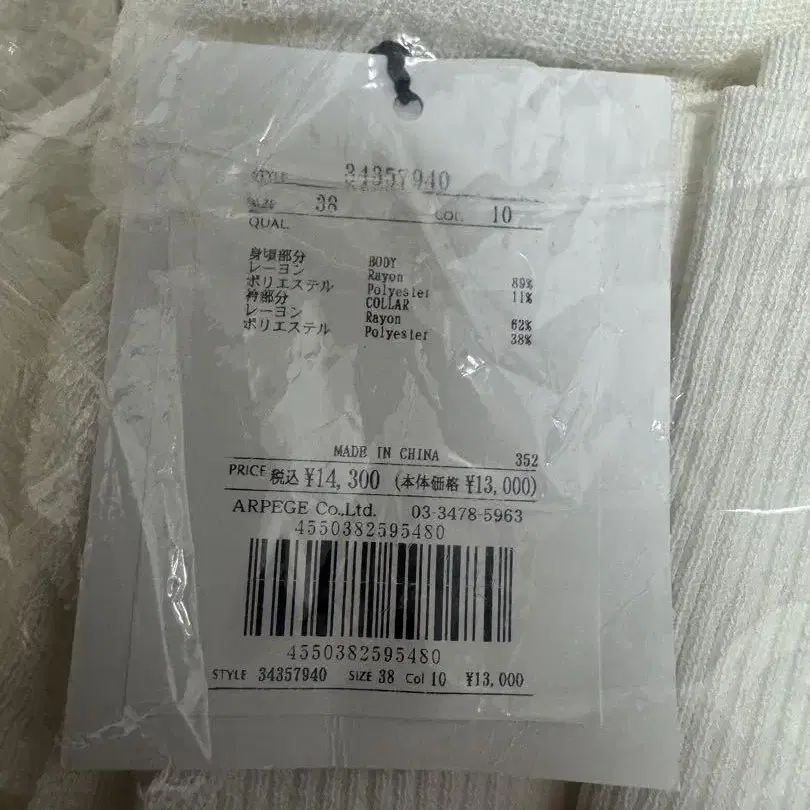 STYLE 34357940
SIZE 38 COL. 10
QUAL.
身頃部分 BODY
レーヨン Rayon 89%
ポリエステル Polyester 11%
衿部分 COLLAR
レーヨン Rayon 62%
ポリエステル Polyester 38%
MADE IN CHINA 352
PRICE 税込 ¥14,300 (本体価格 ¥13,000)
ARPEGE Co.,Ltd. 03-3478-5963
4550382595480
4550382595480
STYLE 34357940 SIZE 38 Col 10 ¥13,000